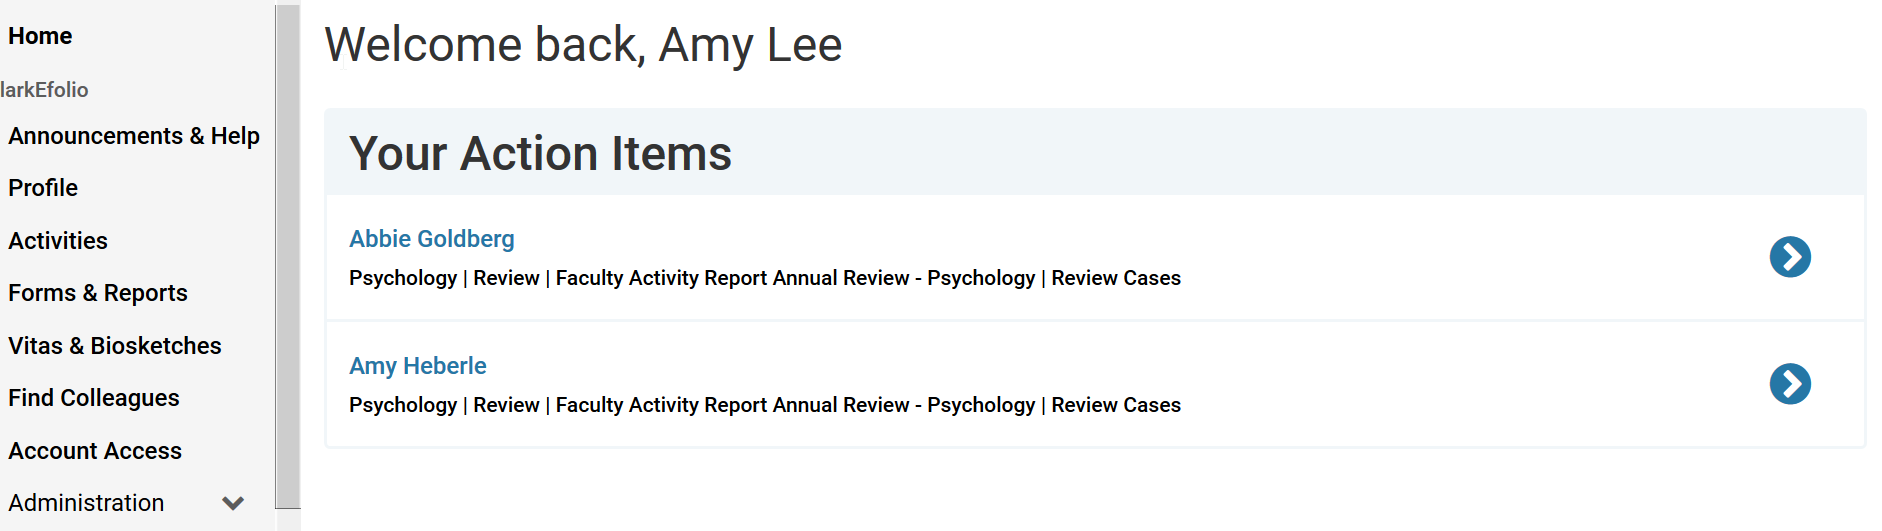 Home
larkEfolio
Announcements & Help
Profile
Activities
Forms & Reports
Vitas & Biosketches
Find Colleagues
Account Access
Administration
Welcome back, Amy Lee
Your Action Items
Abbie Goldberg
Psychology | Review | Faculty Activity Report Annual Review - Psychology | Review Cases
Amy Heberle
Psychology | Review | Faculty Activity Report Annual Review - Psychology | Review Cases